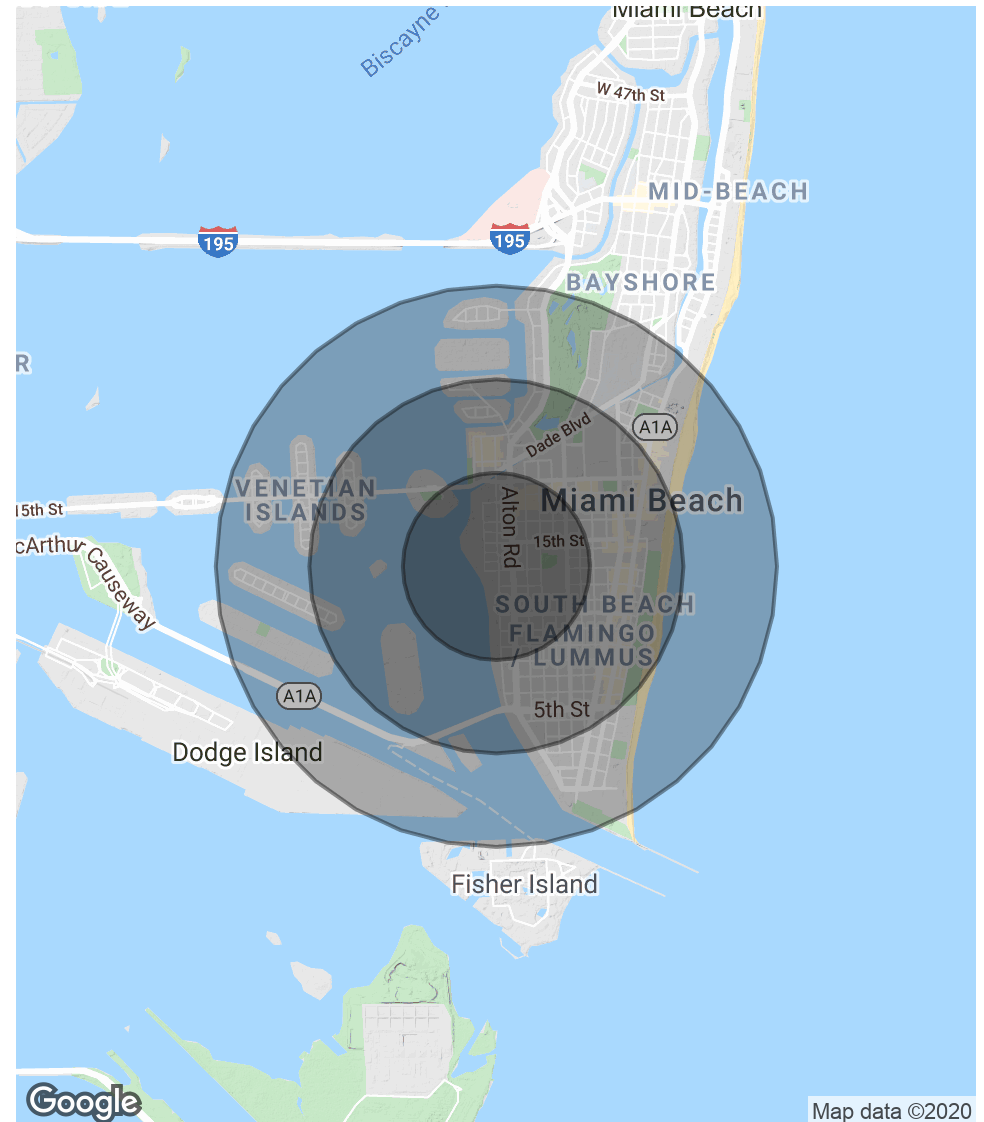 Miami Beach
Biscayne
W 47th St
MID-BEACH
195
195
BAYSHORE
R
A1A
Dade Blvd
VENETIAN
ISLANDS
Miami Beach
15th St
Alton Rd
15th St
cArthur Causeway
SOUTH BEACH
FLAMINGO
/ LUMMUS
A1A
5th St
Dodge Island
Fisher Island
Google
Map data ©2020